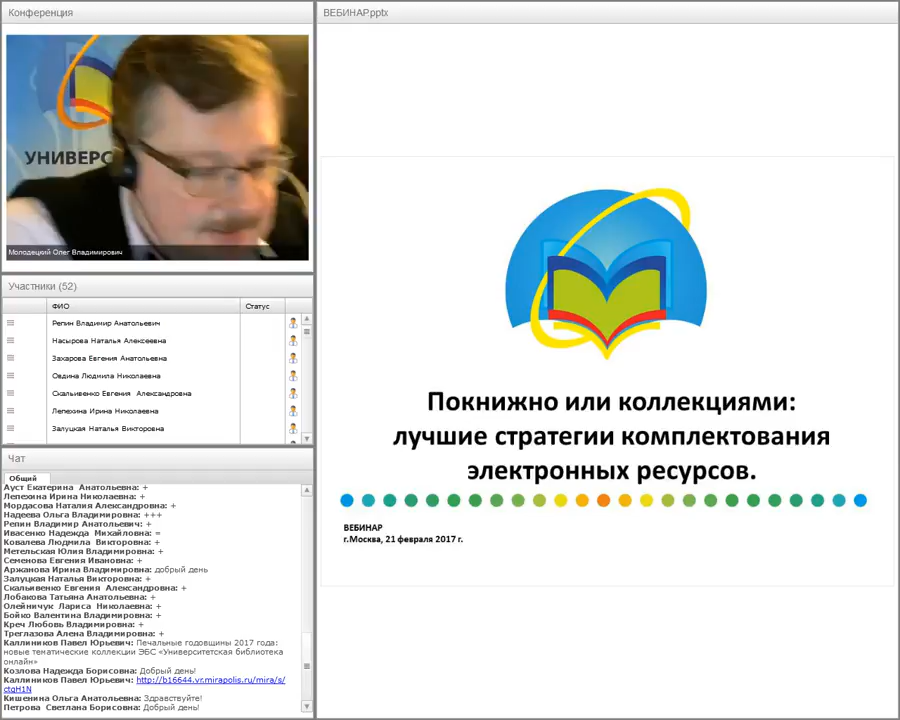 Конференция
УНИВЕРС
Молодецкий Олег Владимирович
Участники (52)
ФИО
Статус
Репин Владимир Анатольевич
Насырова Наталья Алексеевна
Захарова Евгения Анатольевна
Овдина Людмила Николаевна
Скальивенко Евгения Александровна
Лепехина Ирина Николаевна
Залуцкая Наталья Викторовна
Чат
Общий
Ауст Екатерина Анатольевна: +
Лепехина Ирина Николаевна: +
Мордасова Наталия Александровна: +
Надеева Ольга Владимировна: +++
Репин Владимир Анатольевич: +
Ивасенко Надежда Михайловна: =
Ковалева Людмила Викторовна: +
Метельская Юлия Владимировна: +
Семенова Евгения Ивановна: +
Аржанова Ирина Владимировна: добрый день
Залуцкая Наталья Викторовна: +
Скальивенко Евгения Александровна: +
Лобакова Татьяна Анатольевна: +
Олейничук Лариса Николаевна: +
Бойко Валентина Владимировна: +
Креч Любовь Владимировна: +
Треглазова Алена Владимировна: +
Каллиников Павел Юрьевич: Печальные годовщины 2017 года:
новые тематические коллекции ЭБС «Университетская библиотека
онлайн»
Козлова Надежда Борисовна: Добрый день!
Каллиников Павел Юрьевич: http://b16644.vr.mirapolis.ru/mira/s/
ctgH1N
Кишенина Ольга Анатольевна: Здравствуйте!
Петрова Светлана Борисовна: Добрый день!
ВЕБИНАР.pptx
Покнижно или коллекциями:
лучшие стратегии комплектования
электронных ресурсов.
ВЕБИНАР
г.Москва, 21 февраля 2017 г.